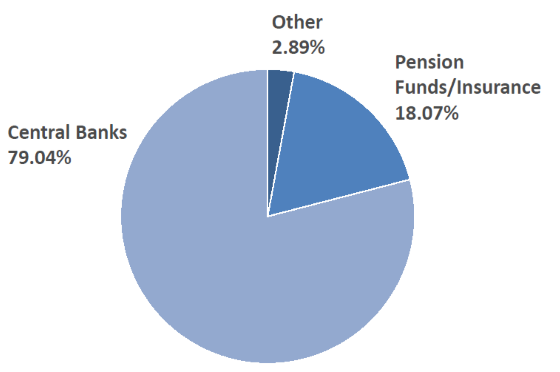 Other
2.89%
Pension
Funds/Insurance
18.07%
Central Banks
79.04%